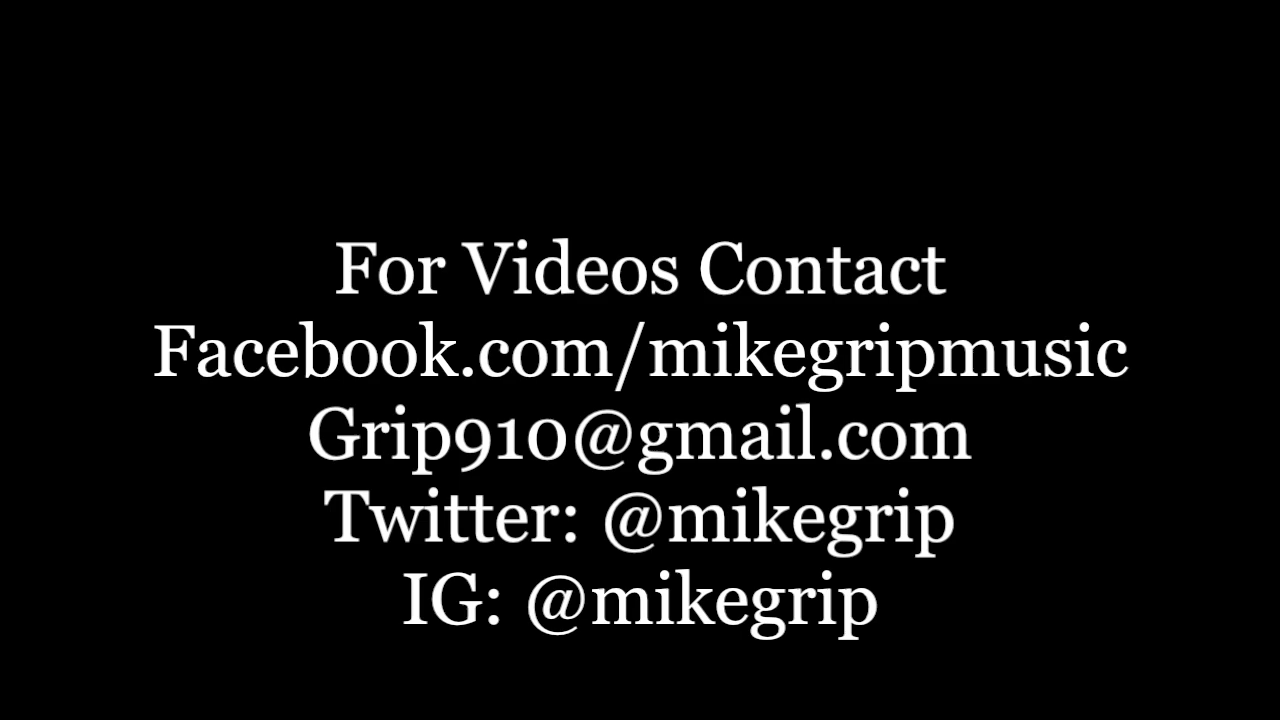 For Videos Contact
Facebook.com/mikegripmusic
Grip910@gmail.com
Twitter: @mikegrip
IG: @mikegrip